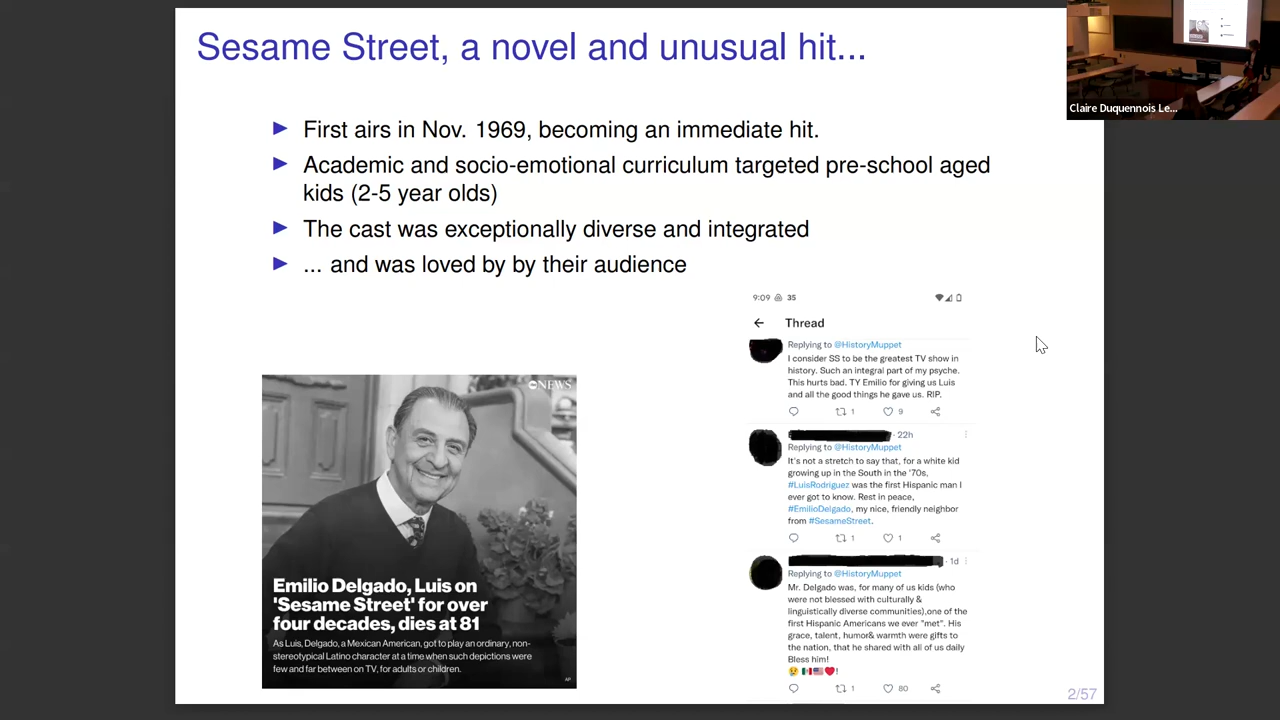 Sesame Street, a novel and unusual hit...
First airs in Nov. 1969, becoming an immediate hit.
Academic and socio-emotional curriculum targeted pre-school aged
kids (2-5 year olds)
The cast was exceptionally diverse and integrated
... and was loved by by their audience
abc NEWS
Emilio Delgado, Luis on
'Sesame Street' for over
four decades, dies at 81
As Luis, Delgado, a Mexican American, got to play an ordinary, non-
stereotypical Latino character at a time when such depictions were
few and far between on TV, for adults or children.
AP
9:09 35
Thread
Replying to @HistoryMuppet
I consider SS to be the greatest TV show in
history. Such an integral part of my psyche.
This hurts bad. TY Emilio for giving us Luis
and all the good things he gave us. RIP.
1 9
· 22h
Replying to @HistoryMuppet
It's not a stretch to say that, for a white kid
growing up in the South in the '70s,
#LuisRodriguez was the first Hispanic man I
ever got to know. Rest in peace,
#EmilioDelgado, my nice, friendly neighbor
from #SesameStreet.
1 1
· 1d
Replying to @HistoryMuppet
Mr. Delgado was, for many of us kids (who
were not blessed with culturally &
linguistically diverse communities),one of the
first Hispanic Americans we ever "met". His
grace, talent, humor& warmth were gifts to
the nation, that he shared with all of us daily
Bless him!
😢🇲🇽🇺🇸❤️!
1 80
2/57
Claire Duquennois Le...